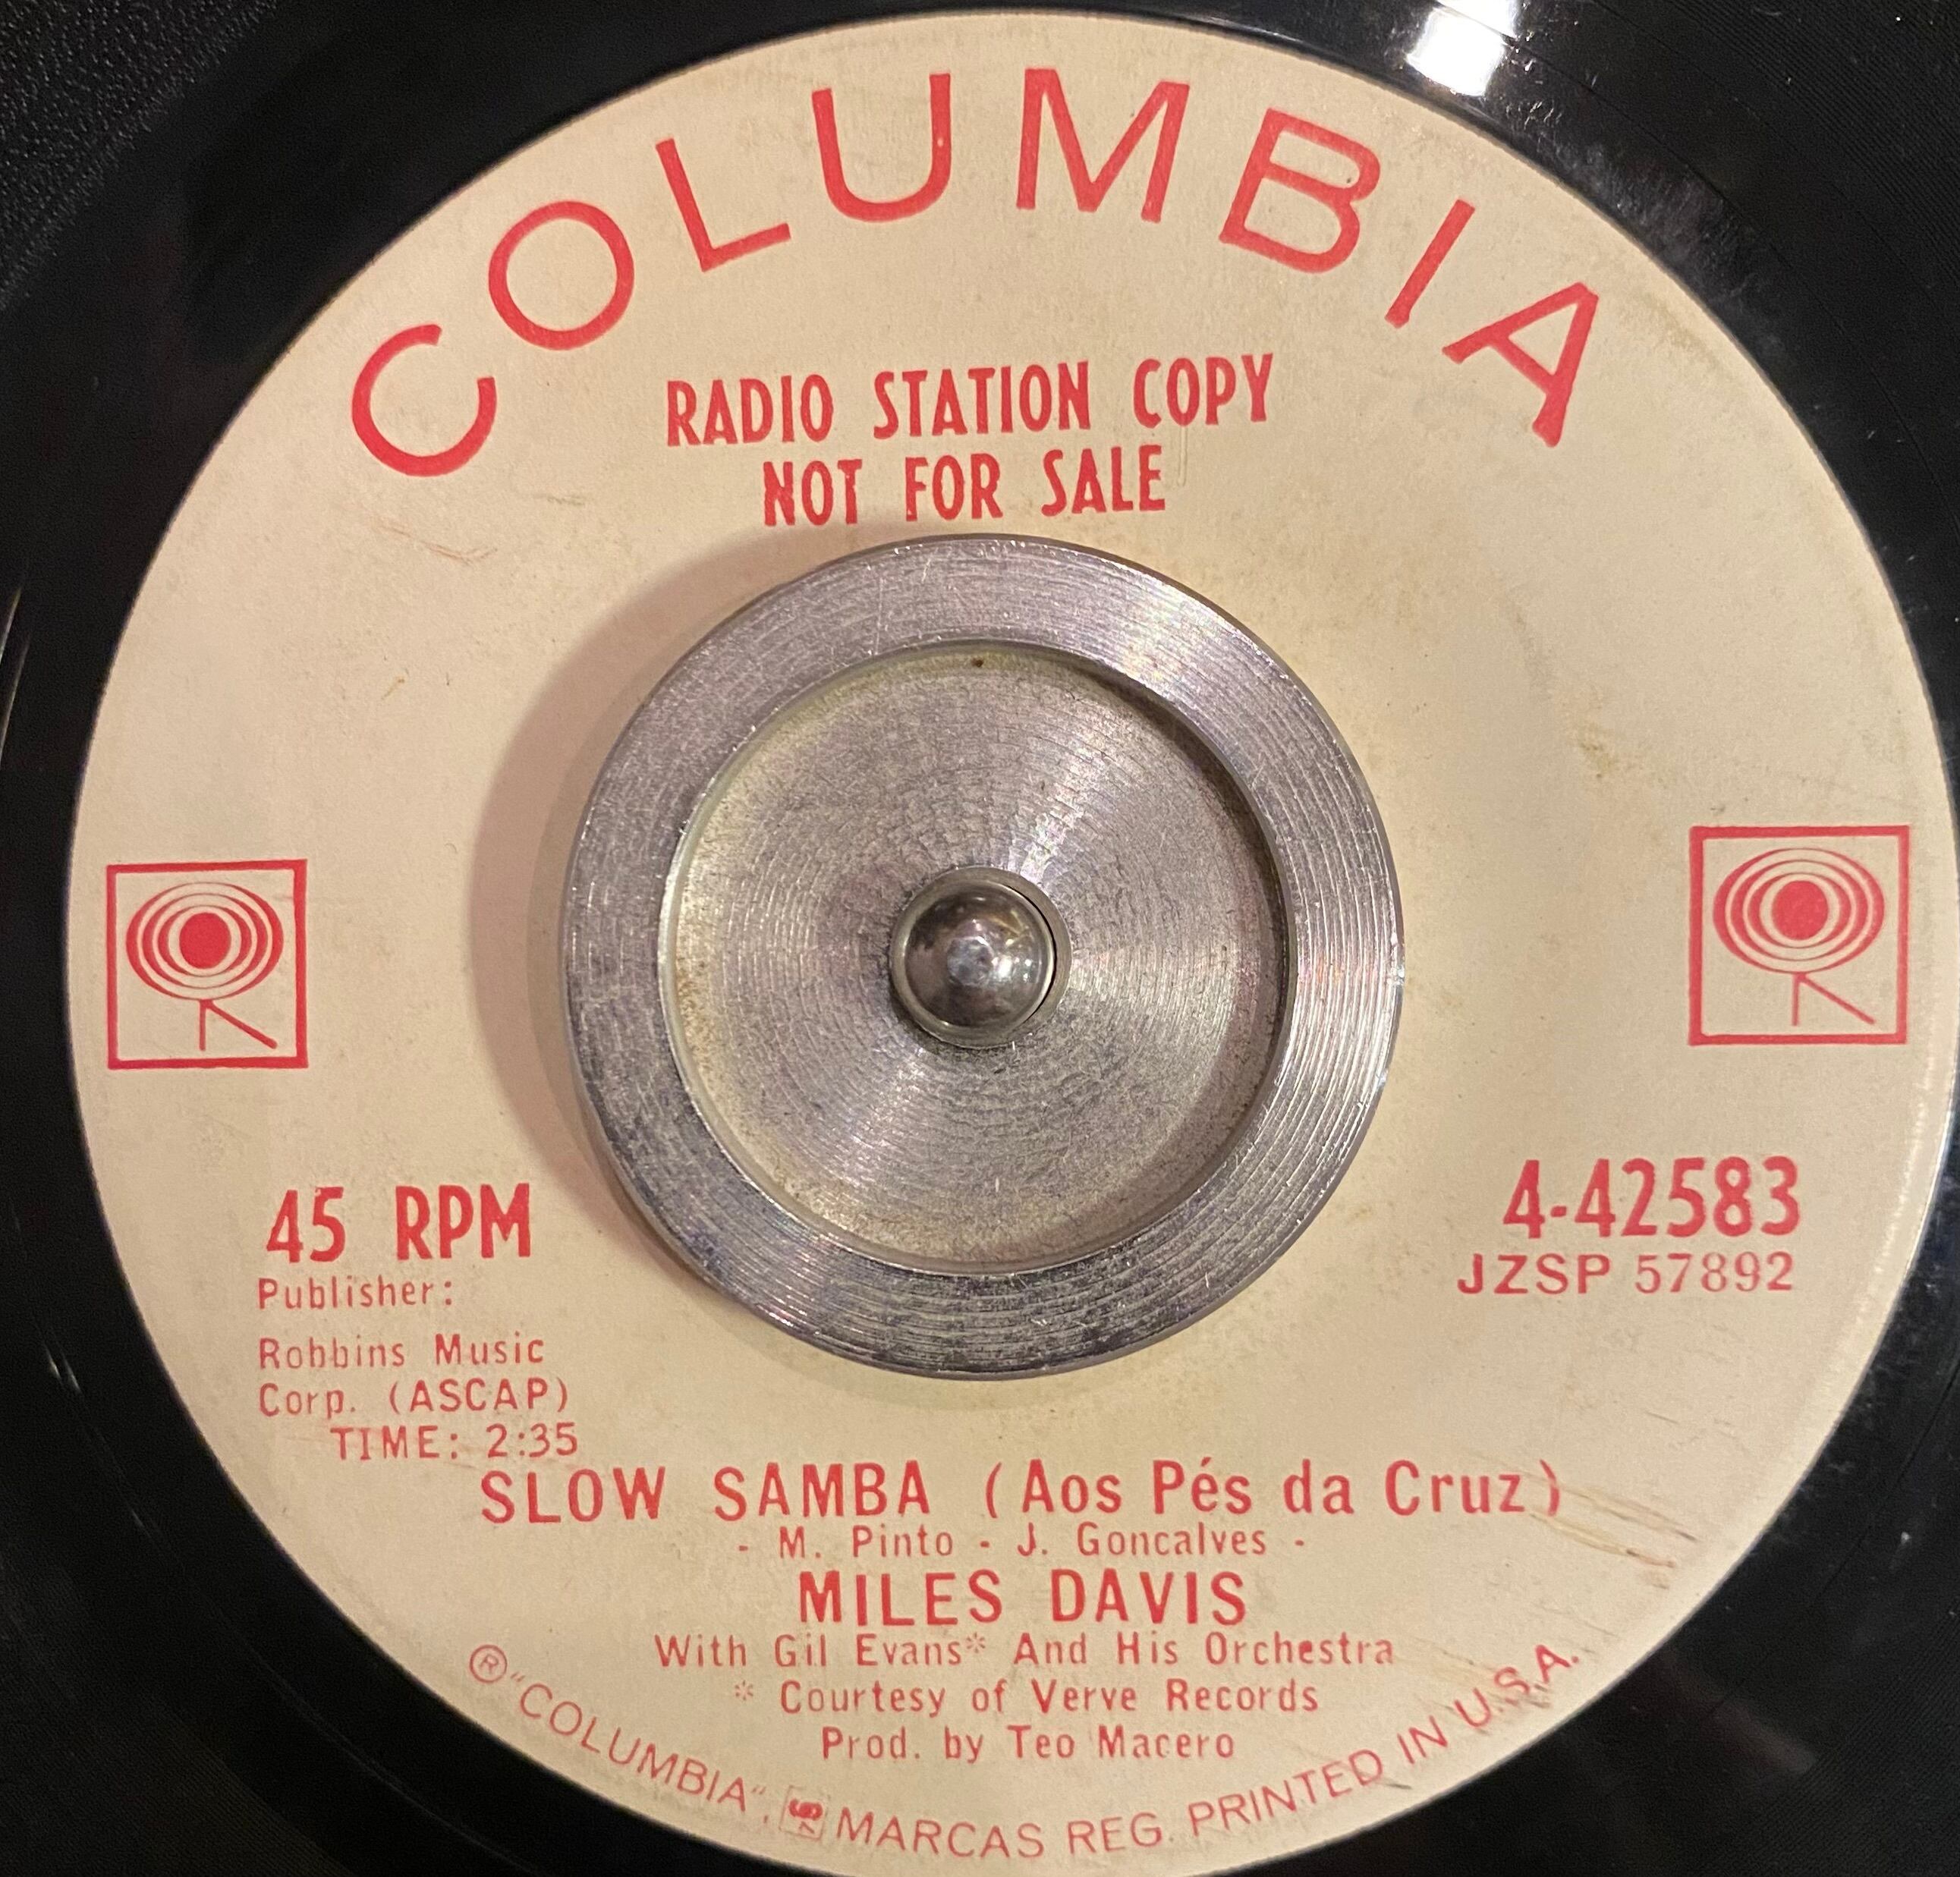 COLUMBIA
RADIO STATION COPY
NOT FOR SALE
45 RPM
Publisher:
Robbins Music
Corp. (ASCAP)
TIME: 2:35
4-42583
JZSP 57892
SLOW SAMBA (Aos Pés da Cruz)
- M. Pinto - J. Goncalves -
MILES DAVIS
With Gil Evans* And His Orchestra
* Courtesy of Verve Records
Prod. by Teo Macero
®"COLUMBIA", MARCAS REG. PRINTED IN U.S.A.